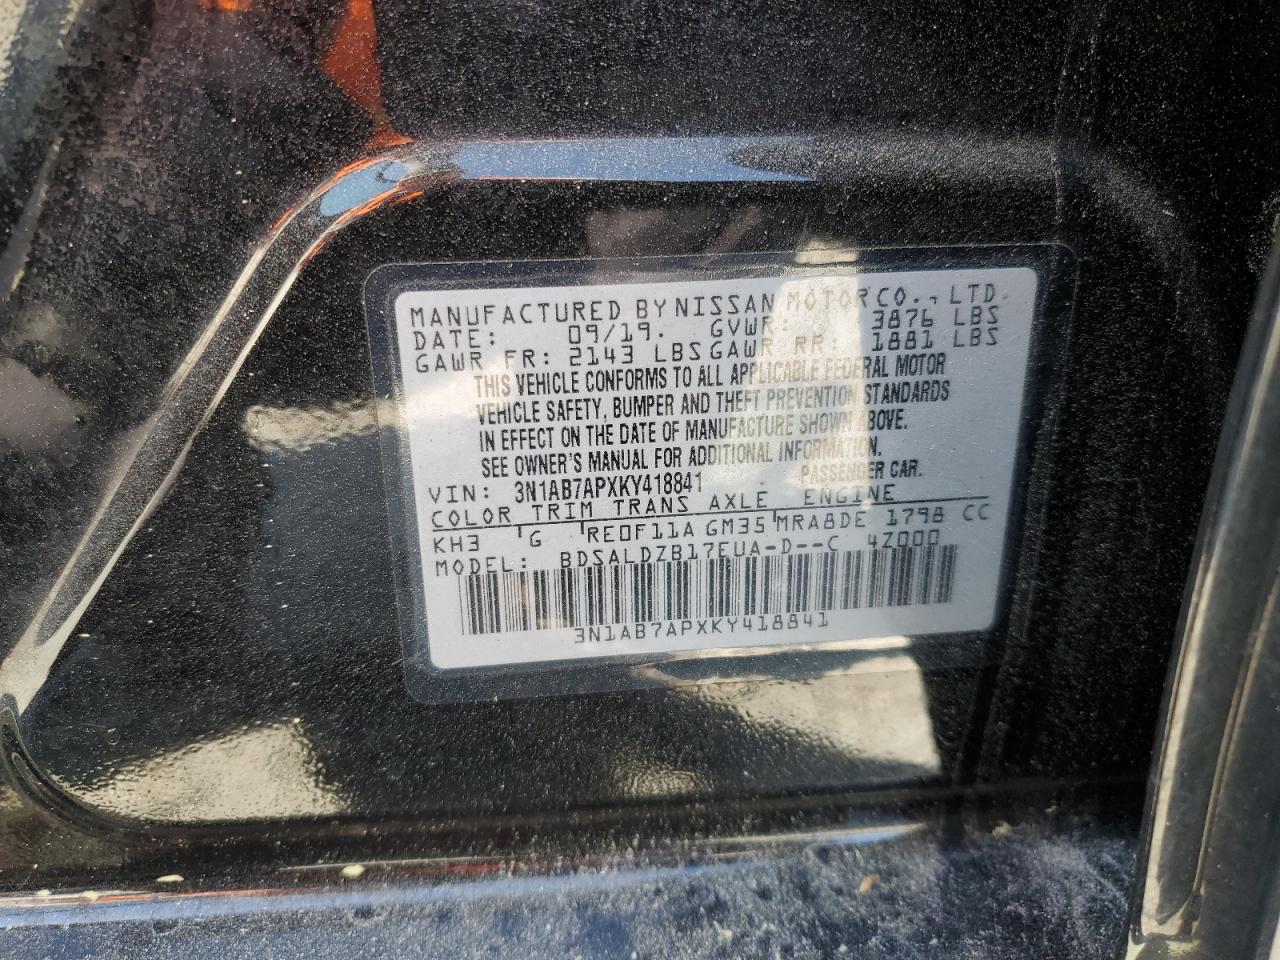 MANUFACTURED BY NISSAN MOTOR CO., LTD.
DATE: 09/19. GVWR: 3876 LBS
GAWR FR: 2143 LBS GAWR RR: 1881 LBS
THIS VEHICLE CONFORMS TO ALL APPLICABLE FEDERAL MOTOR
VEHICLE SAFETY, BUMPER AND THEFT PREVENTION STANDARDS
IN EFFECT ON THE DATE OF MANUFACTURE SHOWN ABOVE.
SEE OWNER'S MANUAL FOR ADDITIONAL INFORMATION.
VIN: 3N1AB7APXKY418841 PASSENGER CAR.
COLOR TRIM TRANS AXLE ENGINE
KH3 G RE0F11A GM35 MRA8DE 1798 CC
MODEL: BDSALDZB17EUA-D--C 4Z000
3N1AB7APXKY418841